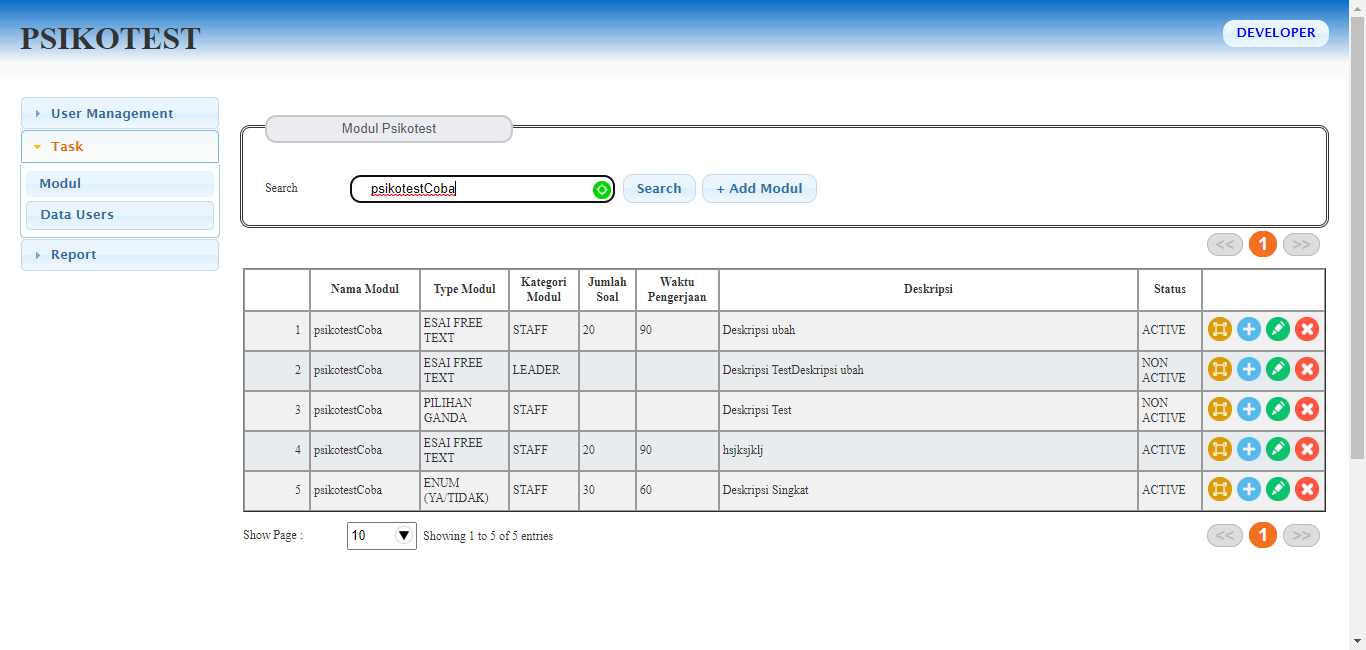 PSIKOTEST
DEVELOPER
User Management
Task
Modul
Data Users
Report
Modul Psikotest
Search psikotestCoba Search + Add Modul
<< 1 >>
Nama Modul Type Modul Kategori Modul Jumlah Soal Waktu Pengerjaan Deskripsi Status
1 psikotestCoba ESAI FREE TEXT STAFF 20 90 Deskripsi ubah ACTIVE
2 psikotestCoba ESAI FREE TEXT LEADER Deskripsi TestDeskripsi ubah NON ACTIVE
3 psikotestCoba PILIHAN GANDA STAFF Deskripsi Test NON ACTIVE
4 psikotestCoba ESAI FREE TEXT STAFF 20 90 hsjksjklj ACTIVE
5 psikotestCoba ENUM (YA/TIDAK) STAFF 30 60 Deskripsi Singkat ACTIVE
Show Page : 10 Showing 1 to 5 of 5 entries << 1 >>